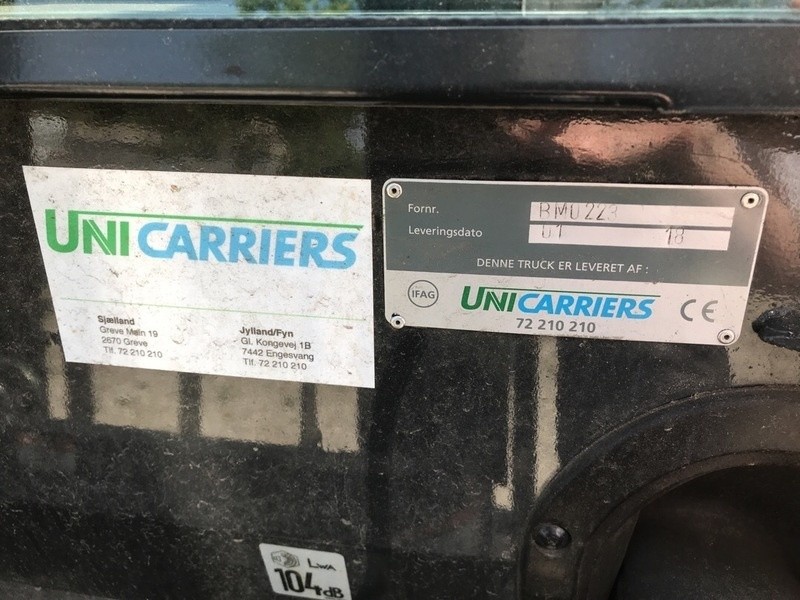 UNICARRIERS
Sjælland
Greve Main 19
2670 Greve
Tlf. 72 210 210
Jylland/Fyn
Gl. Kongevej 1B
7442 Engesvang
Tlf. 72 210 210
Fornr. RMU223
Leveringsdato 01 18
DENNE TRUCK ER LEVERET AF :
IFAG UNICARRIERS CE
72 210 210
LWA
104dB